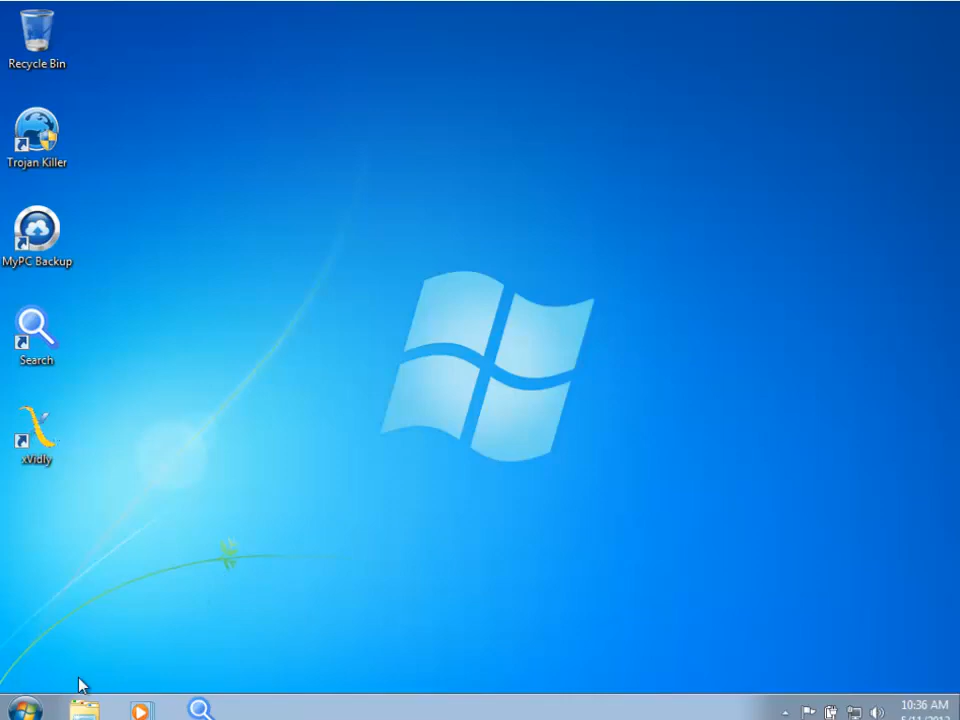 Recycle Bin
Trojan Killer
MyPC Backup
Search
xVidly
10:36 AM